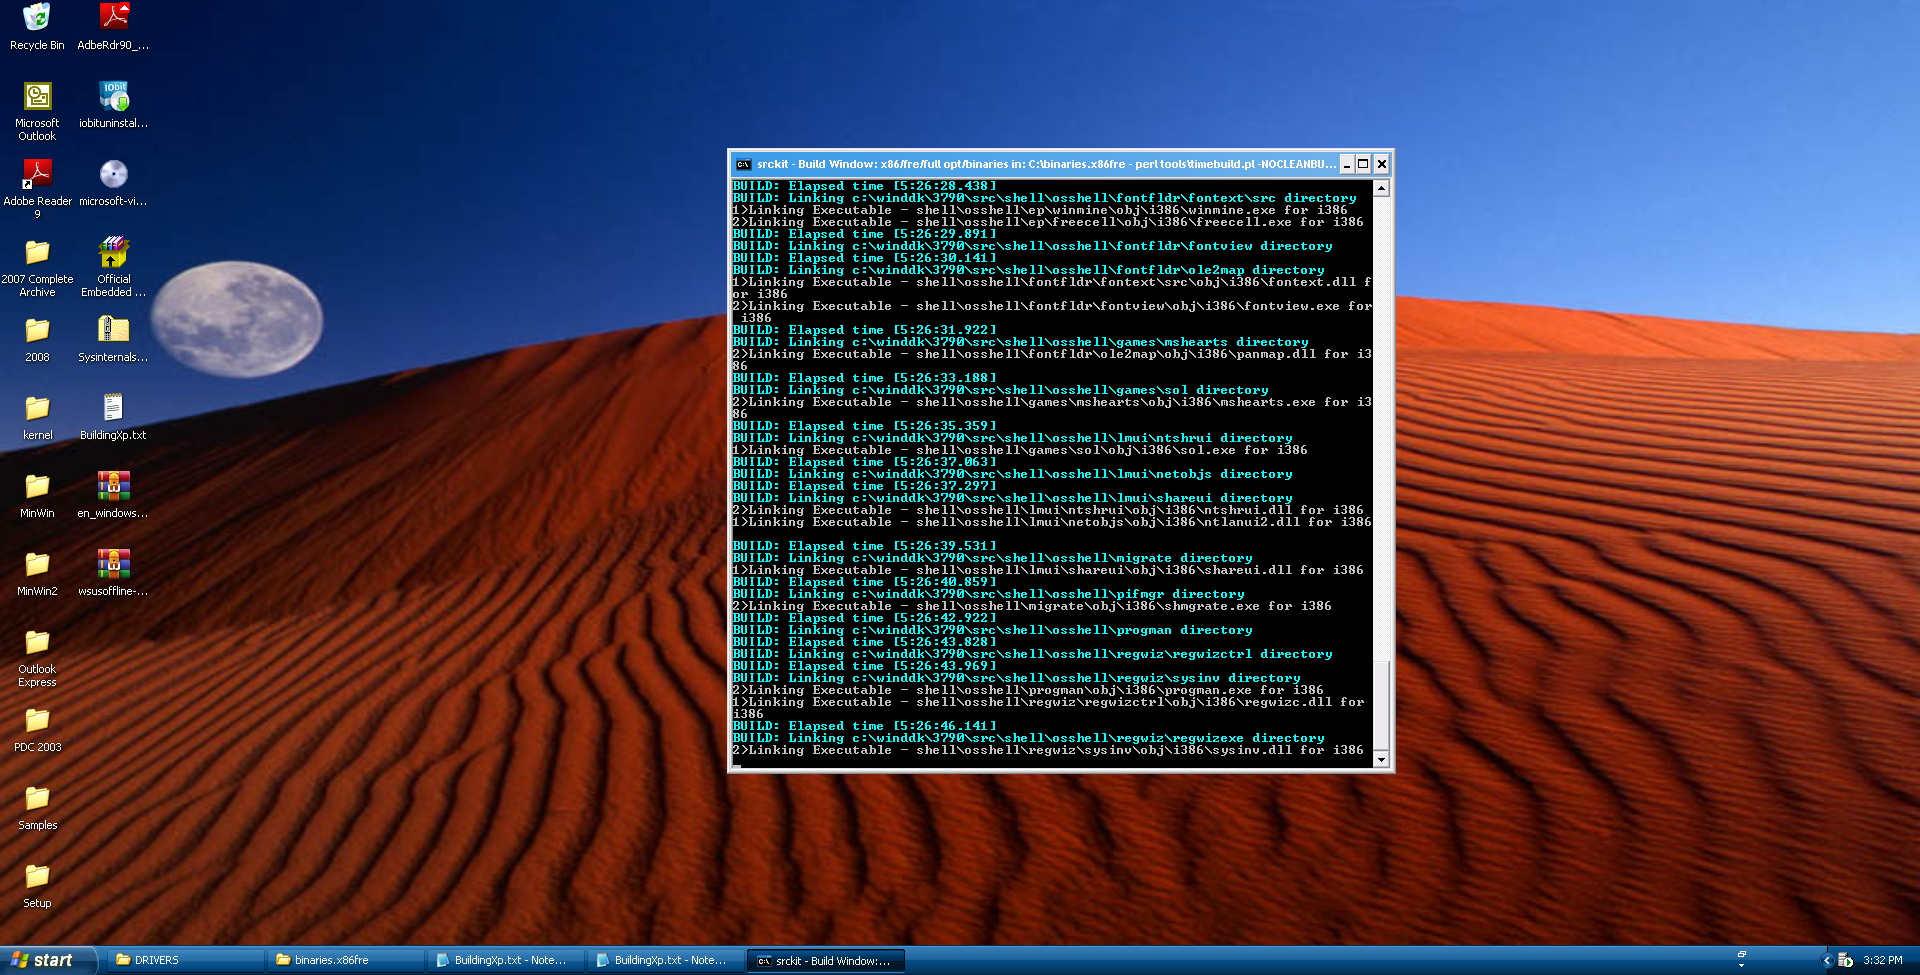 Recycle Bin
AdbeRdr90_...
Microsoft
Outlook
iobituninstal...
Adobe Reader
9
microsoft-vi...
2007 Complete
Archive
Official
Embedded ...
2008
Sysinternals...
kernel
BuildingXp.txt
MinWin
en_windows...
MinWin2
wsusoffline-...
Outlook
Express
PDC 2003
Samples
Setup
srckit - Build Window: x86/fre/full opt/binaries in: C:\binaries.x86fre - perl tools\timebuild.pl -NOCLEANBU...
BUILD: Elapsed time [5:26:28.438]
BUILD: Linking c:\winddk\3790\src\shell\osshell\fontfldr\fontext\src directory
1>Linking Executable - shell\osshell\ep\winmine\obj\i386\winmine.exe for i386
2>Linking Executable - shell\osshell\ep\freecell\obj\i386\freecell.exe for i386
BUILD: Elapsed time [5:26:29.891]
BUILD: Linking c:\winddk\3790\src\shell\osshell\fontfldr\fontview directory
BUILD: Elapsed time [5:26:30.141]
BUILD: Linking c:\winddk\3790\src\shell\osshell\fontfldr\ole2map directory
1>Linking Executable - shell\osshell\fontfldr\fontext\src\obj\i386\fontext.dll f
or i386
2>Linking Executable - shell\osshell\fontfldr\fontview\obj\i386\fontview.exe for
i386
BUILD: Elapsed time [5:26:31.922]
BUILD: Linking c:\winddk\3790\src\shell\osshell\games\mshearts directory
2>Linking Executable - shell\osshell\fontfldr\ole2map\obj\i386\panmap.dll for i3
86
BUILD: Elapsed time [5:26:33.188]
BUILD: Linking c:\winddk\3790\src\shell\osshell\games\sol directory
2>Linking Executable - shell\osshell\games\mshearts\obj\i386\mshearts.exe for i3
86
BUILD: Elapsed time [5:26:35.359]
BUILD: Linking c:\winddk\3790\src\shell\osshell\lmui\ntshrui directory
1>Linking Executable - shell\osshell\games\sol\obj\i386\sol.exe for i386
BUILD: Elapsed time [5:26:37.063]
BUILD: Linking c:\winddk\3790\src\shell\osshell\lmui\netobjs directory
BUILD: Elapsed time [5:26:37.297]
BUILD: Linking c:\winddk\3790\src\shell\osshell\lmui\shareui directory
2>Linking Executable - shell\osshell\lmui\ntshrui\obj\i386\ntshrui.dll for i386
1>Linking Executable - shell\osshell\lmui\netobjs\obj\i386\ntlanui2.dll for i386
BUILD: Elapsed time [5:26:39.531]
BUILD: Linking c:\winddk\3790\src\shell\osshell\migrate directory
1>Linking Executable - shell\osshell\lmui\shareui\obj\i386\shareui.dll for i386
BUILD: Elapsed time [5:26:40.859]
BUILD: Linking c:\winddk\3790\src\shell\osshell\pifmgr directory
2>Linking Executable - shell\osshell\migrate\obj\i386\shmgrate.exe for i386
BUILD: Elapsed time [5:26:42.922]
BUILD: Linking c:\winddk\3790\src\shell\osshell\progman directory
BUILD: Elapsed time [5:26:43.828]
BUILD: Linking c:\winddk\3790\src\shell\osshell\regwiz\regwizctrl directory
BUILD: Elapsed time [5:26:43.969]
BUILD: Linking c:\winddk\3790\src\shell\osshell\regwiz\sysinv directory
2>Linking Executable - shell\osshell\progman\obj\i386\progman.exe for i386
1>Linking Executable - shell\osshell\regwiz\regwizctrl\obj\i386\regwizc.dll for
i386
BUILD: Elapsed time [5:26:46.141]
BUILD: Linking c:\winddk\3790\src\shell\osshell\regwiz\regwizexe directory
2>Linking Executable - shell\osshell\regwiz\sysinv\obj\i386\sysinv.dll for i386
start
DRIVERS
binaries.x86fre
BuildingXp.txt - Note...
BuildingXp.txt - Note...
srckit - Build Window:...
3:32 PM